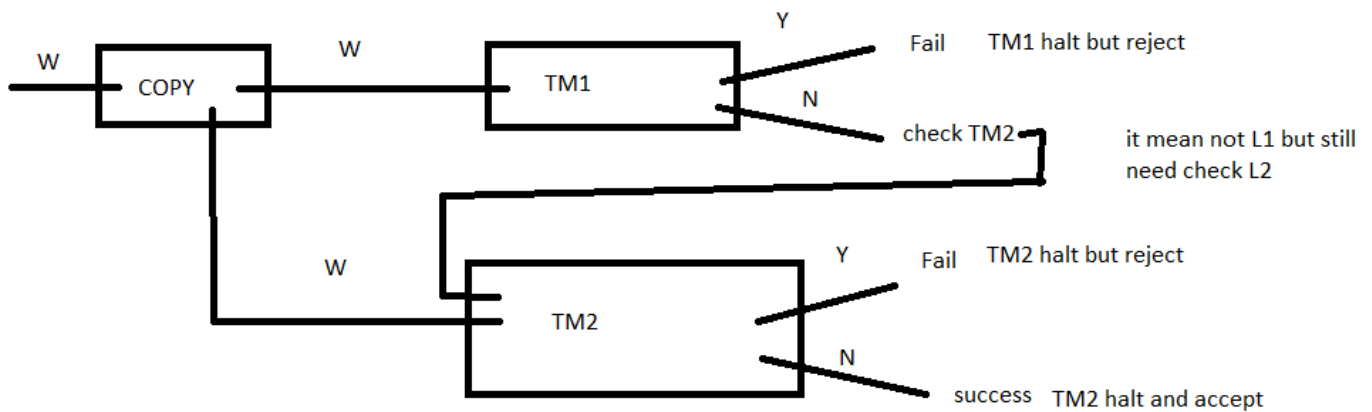 W
COPY
W
TM1
Y
Fail
TM1 halt but reject
N
check TM2
it mean not L1 but still
need check L2
W
TM2
Y
Fail
TM2 halt but reject
N
success
TM2 halt and accept